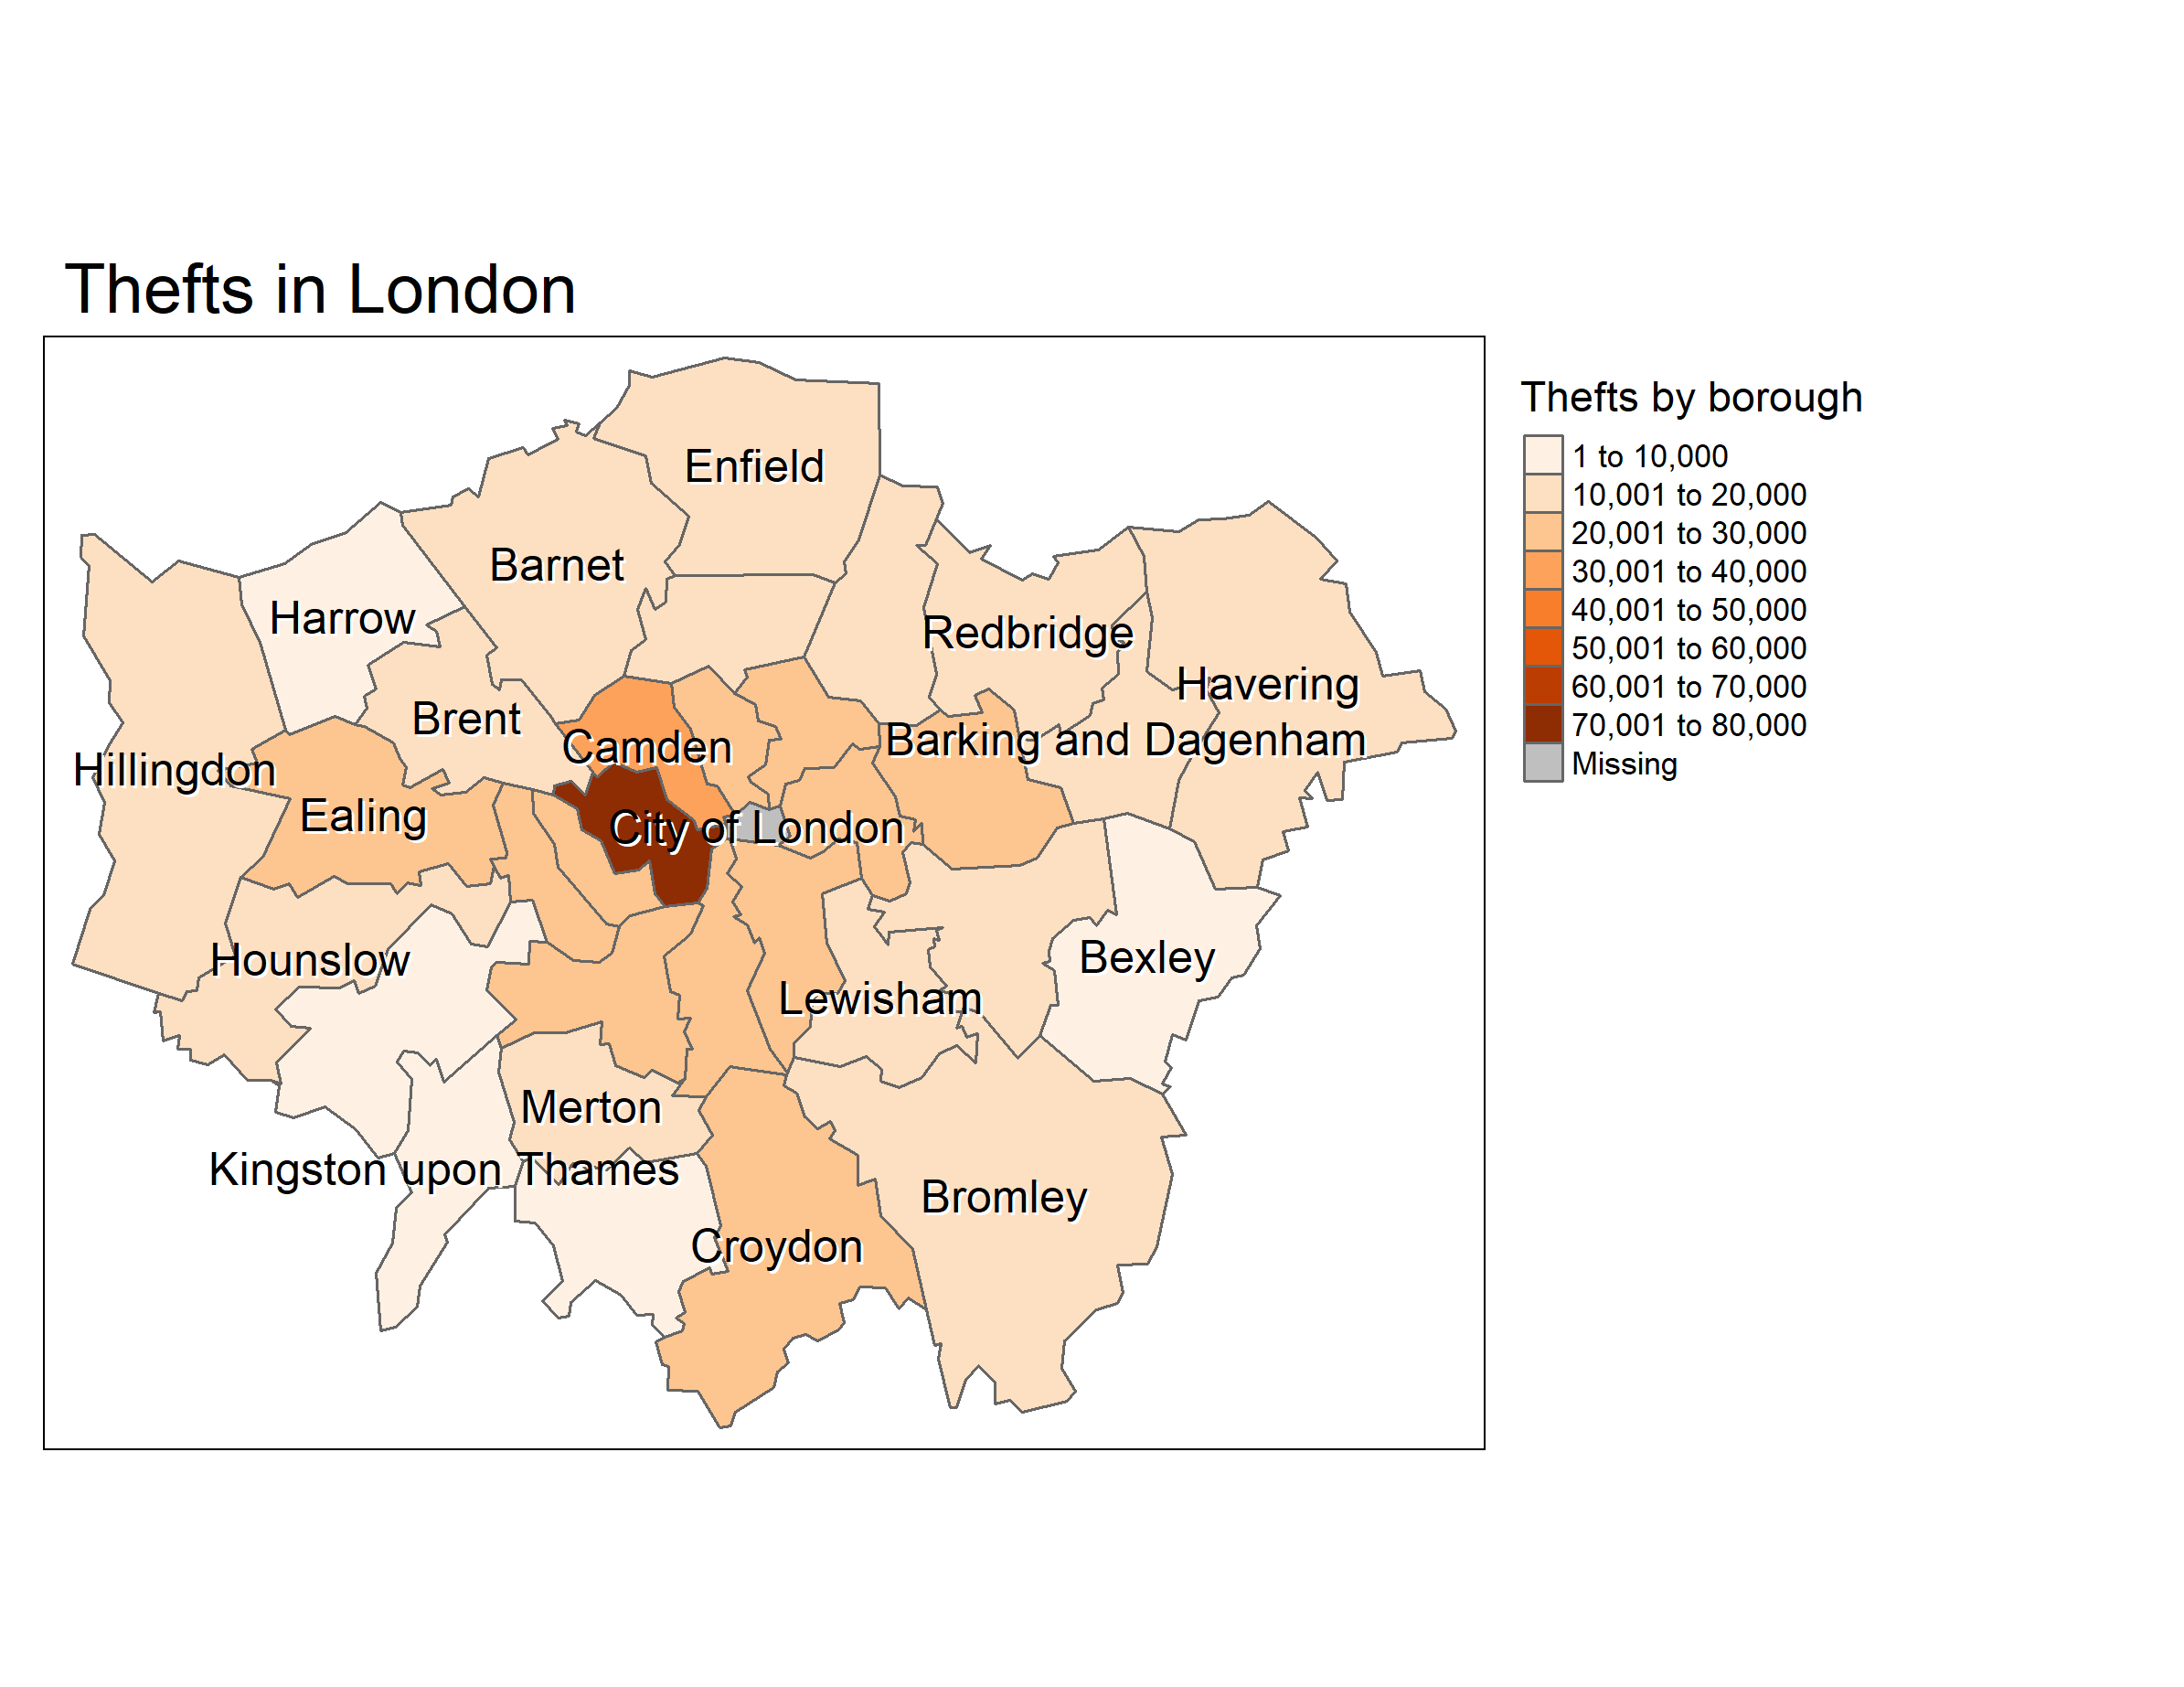 Thefts in London
Thefts by borough
1 to 10,000
10,001 to 20,000
20,001 to 30,000
30,001 to 40,000
40,001 to 50,000
50,001 to 60,000
60,001 to 70,000
70,001 to 80,000
Missing
Enfield
Barnet
Harrow
Redbridge
Havering
Brent
Camden
Barking and Dagenham
Hillingdon
Ealing
City of London
Hounslow
Bexley
Lewisham
Merton
Kingston upon Thames
Bromley
Croydon